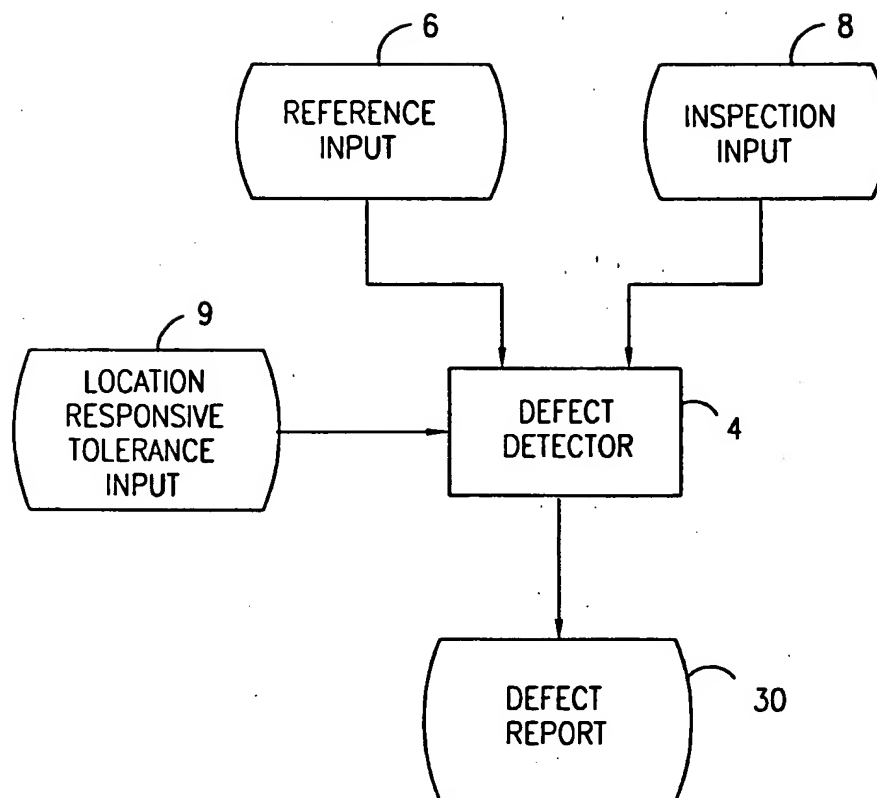 6
8
REFERENCE
INPUT
INSPECTION
INPUT
9
LOCATION
RESPONSIVE
TOLERANCE
INPUT
DEFECT
DETECTOR
4
DEFECT
REPORT
30